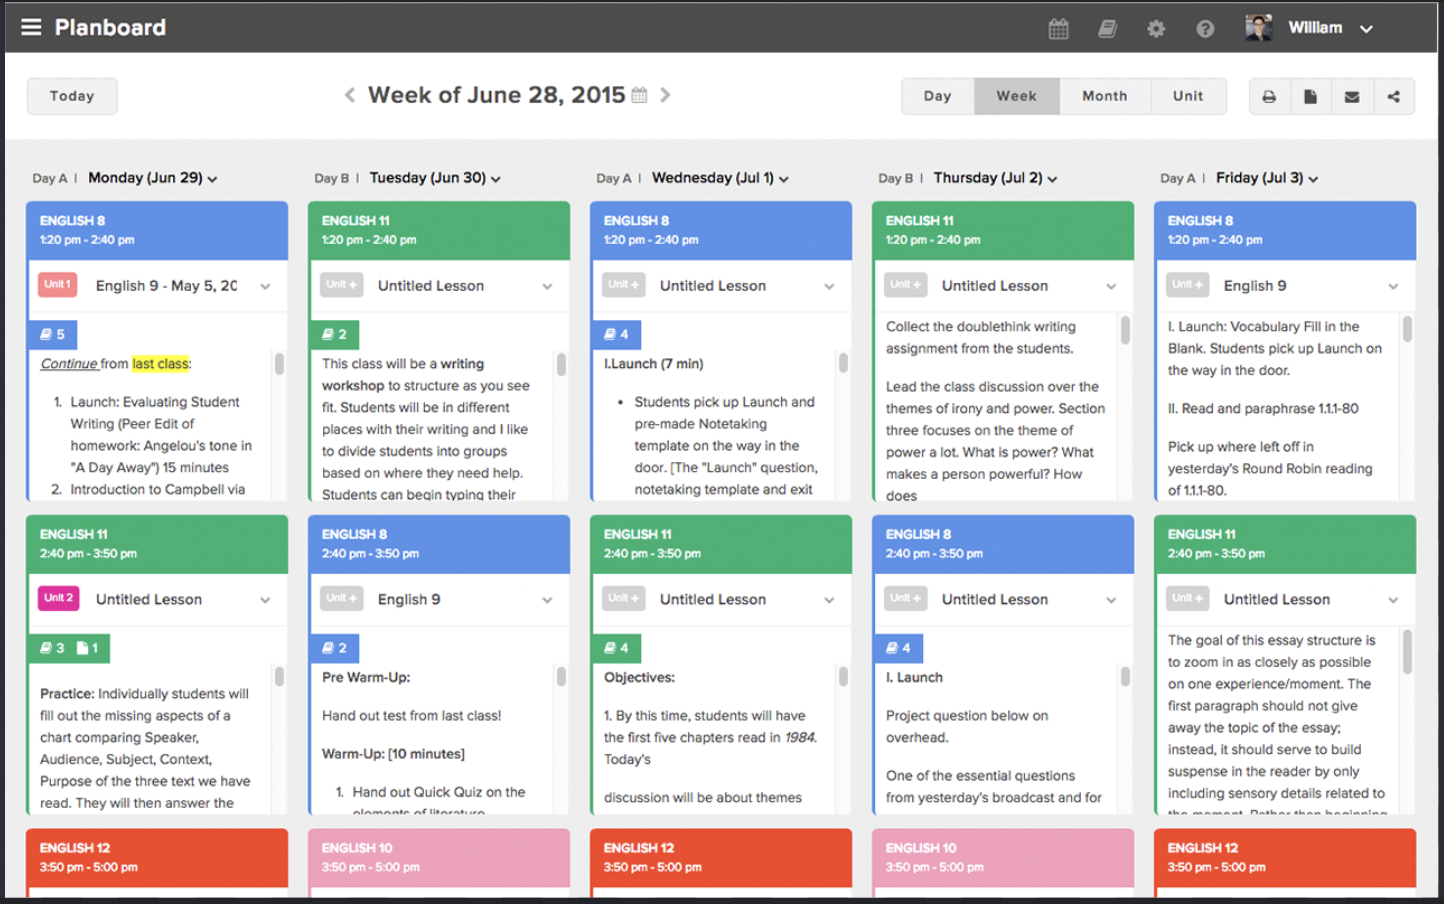 Planboard
William
Today
Week of June 28, 2015
Day
Week
Month
Unit
Day A | Monday (Jun 29)
ENGLISH 8
1:20 pm - 2:40 pm
Unit 1
English 9 - May 5, 20
5
Continue from last class:
1. Launch: Evaluating Student
Writing (Peer Edit of
homework: Angelou's tone in
"A Day Away") 15 minutes
2. Introduction to Campbell via
ENGLISH 11
2:40 pm - 3:50 pm
Unit 2
Untitled Lesson
3 1
Practice: Individually students will
fill out the missing aspects of a
chart comparing Speaker,
Audience, Subject, Context,
Purpose of the three text we have
read. They will then answer the
ENGLISH 12
3:50 pm - 5:00 pm
Day B | Tuesday (Jun 30)
ENGLISH 11
1:20 pm - 2:40 pm
Unit +
Untitled Lesson
2
This class will be a writing
workshop to structure as you see
fit. Students will be in different
places with their writing and I like
to divide students into groups
based on where they need help.
Students can begin typing their
ENGLISH 8
2:40 pm - 3:50 pm
Unit +
English 9
2
Pre Warm-Up:
Hand out test from last class!
Warm-Up: [10 minutes]
1. Hand out Quick Quiz on the
elements of literature
ENGLISH 10
3:50 pm - 5:00 pm
Day A | Wednesday (Jul 1)
ENGLISH 8
1:20 pm - 2:40 pm
Unit +
Untitled Lesson
4
I.Launch (7 min)
• Students pick up Launch and
pre-made Notetaking
template on the way in the
door. [The "Launch" question,
notetaking template and exit
ENGLISH 11
2:40 pm - 3:50 pm
Unit +
Untitled Lesson
4
Objectives:
1. By this time, students will have
the first five chapters read in 1984.
Today's
discussion will be about themes
ENGLISH 12
3:50 pm - 5:00 pm
Day B | Thursday (Jul 2)
ENGLISH 11
1:20 pm - 2:40 pm
Unit +
Untitled Lesson
Collect the doublethink writing
assignment from the students.
Lead the class discussion over the
themes of irony and power. Section
three focuses on the theme of
power a lot. What is power? What
makes a person powerful? How
does
ENGLISH 8
2:40 pm - 3:50 pm
Unit +
Untitled Lesson
4
I. Launch
Project question below on
overhead.
One of the essential questions
from yesterday's broadcast and for
ENGLISH 10
3:50 pm - 5:00 pm
Day A | Friday (Jul 3)
ENGLISH 8
1:20 pm - 2:40 pm
Unit +
English 9
I. Launch: Vocabulary Fill in the
Blank. Students pick up Launch on
the way in the door.
II. Read and paraphrase 1.1.1-80
Pick up where left off in
yesterday's Round Robin reading
of 1.1.1-80.
ENGLISH 11
2:40 pm - 3:50 pm
Unit +
Untitled Lesson
The goal of this essay structure is
to zoom in as closely as possible
on one experience/moment. The
first paragraph should not give
away the topic of the essay;
instead, it should serve to build
suspense in the reader by only
including sensory details related to
the moment. Rather than beginning
ENGLISH 12
3:50 pm - 5:00 pm